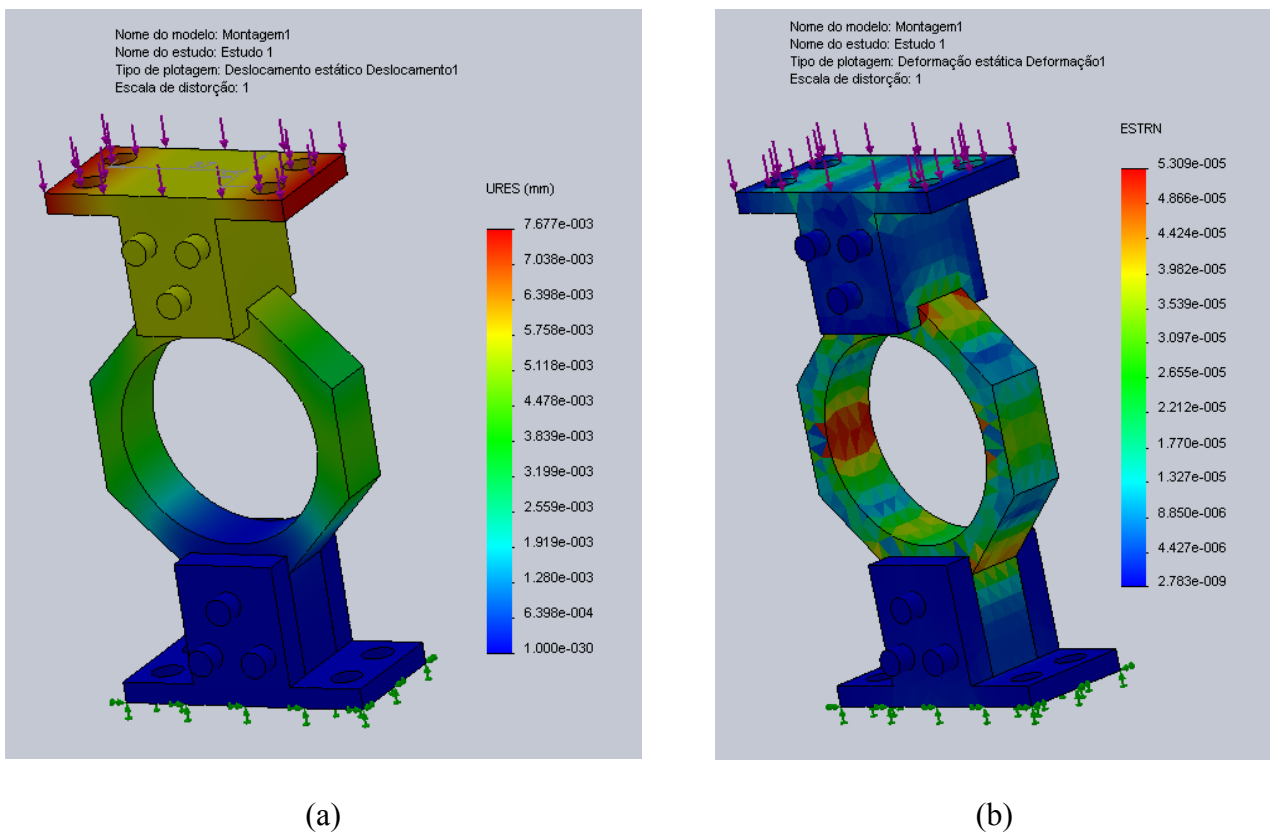 Nome do modelo: Montagem1
Nome do estudo: Estudo 1
Tipo de plotagem: Deslocamento estático Deslocamento1
Escala de distorção: 1
URES (mm)
7.677e-003
7.038e-003
6.398e-003
5.758e-003
5.118e-003
4.478e-003
3.839e-003
3.199e-003
2.559e-003
1.919e-003
1.280e-003
6.398e-004
1.000e-030
(a)
Nome do modelo: Montagem1
Nome do estudo: Estudo 1
Tipo de plotagem: Deformação estática Deformação1
Escala de distorção: 1
ESTRN
5.309e-005
4.866e-005
4.424e-005
3.982e-005
3.539e-005
3.097e-005
2.655e-005
2.212e-005
1.770e-005
1.327e-005
8.850e-006
4.427e-006
2.783e-009
(b)